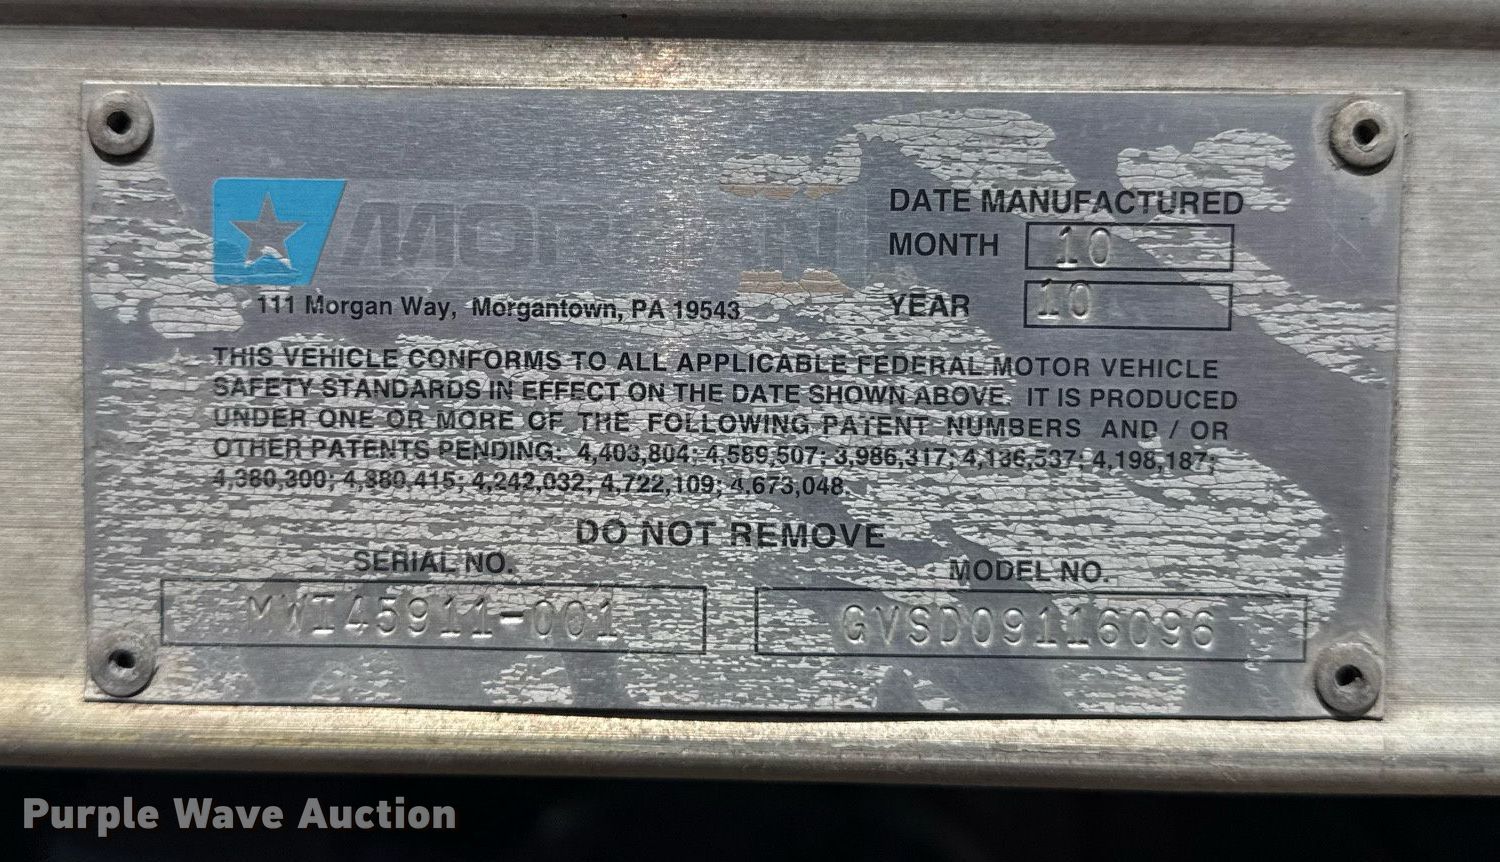 MORGAN
DATE MANUFACTURED
MONTH 10
YEAR 10
111 Morgan Way, Morgantown, PA 19543
THIS VEHICLE CONFORMS TO ALL APPLICABLE FEDERAL MOTOR VEHICLE
SAFETY STANDARDS IN EFFECT ON THE DATE SHOWN ABOVE. IT IS PRODUCED
UNDER ONE OR MORE OF THE FOLLOWING PATENT NUMBERS AND / OR
OTHER PATENTS PENDING: 4,403,804; 4,589,507; 3,986,317; 4,136,537; 4,198,187;
4,380,300; 4,880,415; 4,242,032; 4,722,109; 4,673,048.
DO NOT REMOVE
SERIAL NO.
MODEL NO.
MWI45911-001
GVSD09116096
Purple Wave Auction